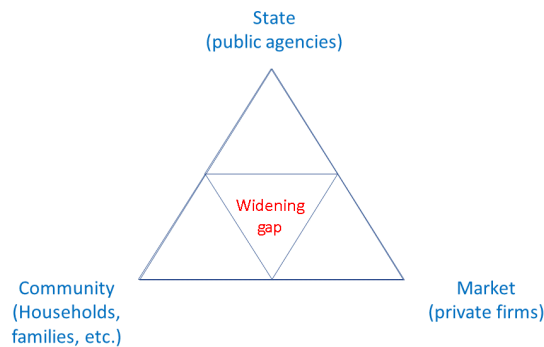 State
(public agencies)
Widening
gap
Community
(Households,
families, etc.)
Market
(private firms)